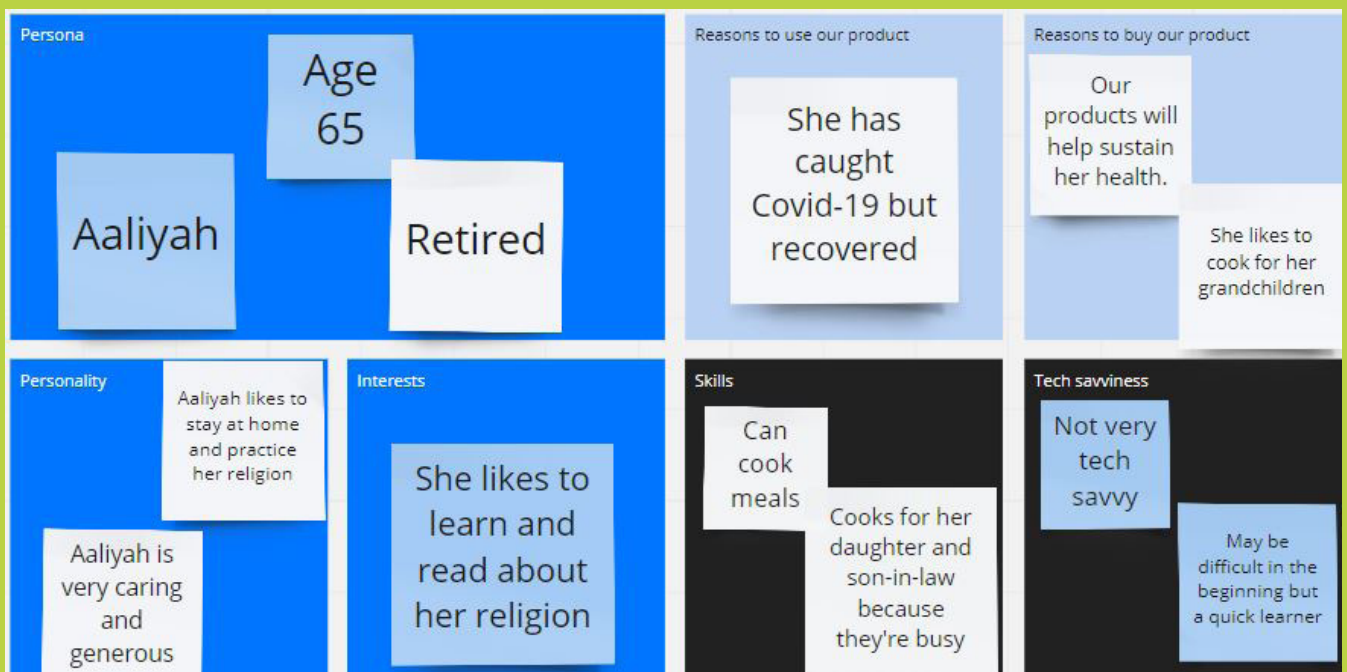 Persona
Age
65
Aaliyah
Retired
Reasons to use our product
She has
caught
Covid-19 but
recovered
Reasons to buy our product
Our
products will
help sustain
her health.
She likes to
cook for her
grandchildren
Personality
Aaliyah likes to
stay at home
and practice
her religion
Aaliyah is
very caring
and
generous
Interests
She likes to
learn and
read about
her religion
Skills
Can
cook
meals
Cooks for her
daughter and
son-in-law
because
they're busy
Tech savviness
Not very
tech
savvy
May be
difficult in the
beginning but
a quick learner